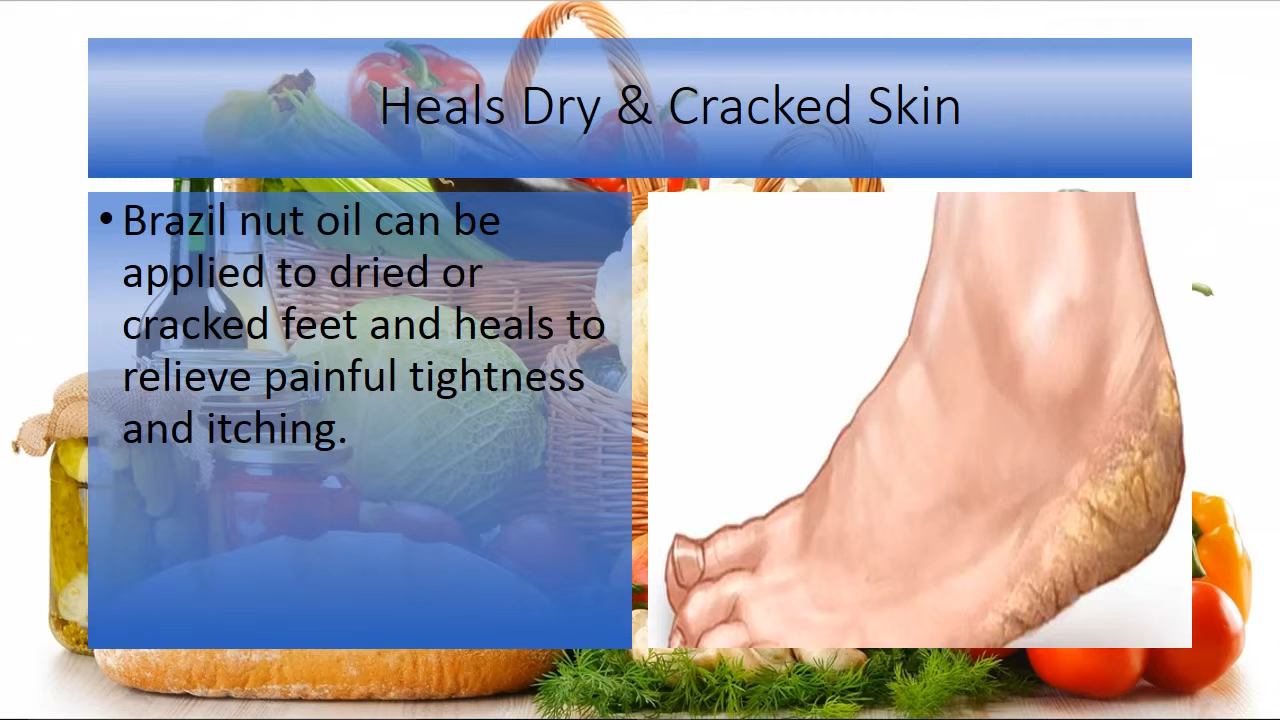 Heals Dry & Cracked Skin
• Brazil nut oil can be
applied to dried or
cracked feet and heals to
relieve painful tightness
and itching.